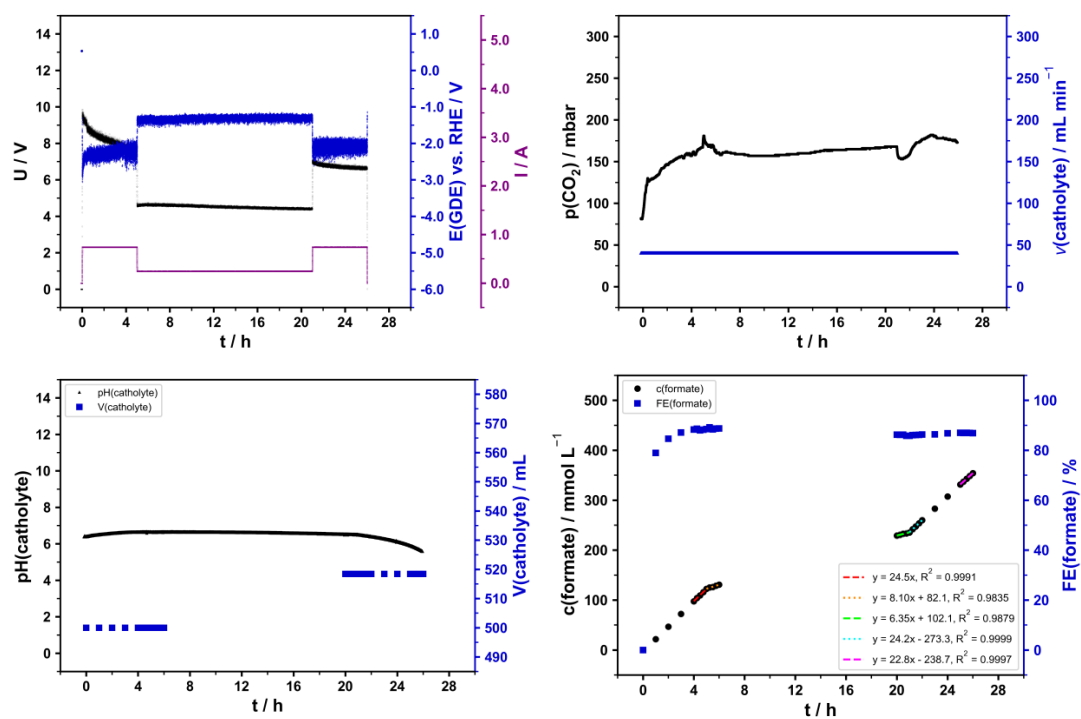 U / V
14
12
10
8
6
4
2
0
0 4 8 12 16 20 24 28
t / h
1.0
0.0
-1.0
-2.0
-3.0
-4.0
-5.0
-6.0
E(GDE) vs. RHE / V
5.0
4.0
3.0
2.0
1.0
0.0
I / A
p(CO₂) / mbar
300
250
200
150
100
50
0
0 4 8 12 16 20 24 28
t / h
300
250
200
150
100
50
0
v(catholyte) / mL min⁻¹
pH(catholyte)
14
12
10
8
6
4
2
0
pH(catholyte)
V(catholyte)
0 4 8 12 16 20 24 28
t / h
580
570
560
550
540
530
520
510
500
490
V(catholyte) / mL
c(formate) / mmol L⁻¹
500
400
300
200
100
0
c(formate)
FE(formate)
y = 24.5x, R² = 0.9991
y = 8.10x + 82.1, R² = 0.9835
y = 6.35x + 102.1, R² = 0.9879
y = 24.2x - 273.3, R² = 0.9999
y = 22.8x - 238.7, R² = 0.9997
0 4 8 12 16 20 24 28
t / h
100
80
60
40
20
0
FE(formate) / %